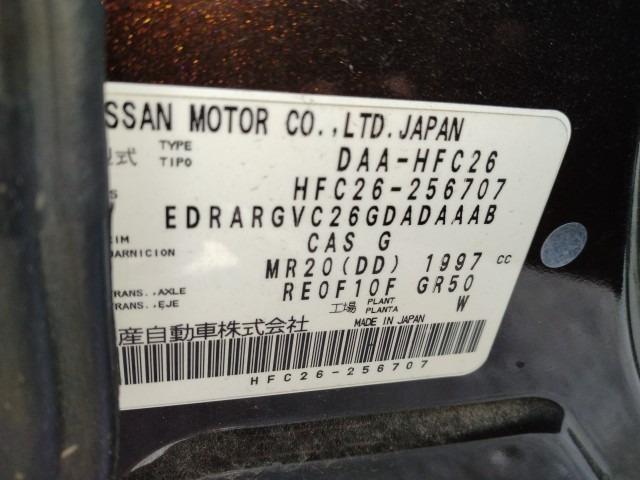 SSAN MOTOR CO.,LTD.JAPAN
型式 TYPE TIPO DAA-HFC26
HFC26-256707
EDRARGVC26GDADAAAB
CAS G
MR20(DD) 1997 CC
TRANS.,AXLE TRANS.,EJE RE0F10F GR50
工場 PLANT PLANTA W
産自動車株式会社 MADE IN JAPAN
HFC26-256707